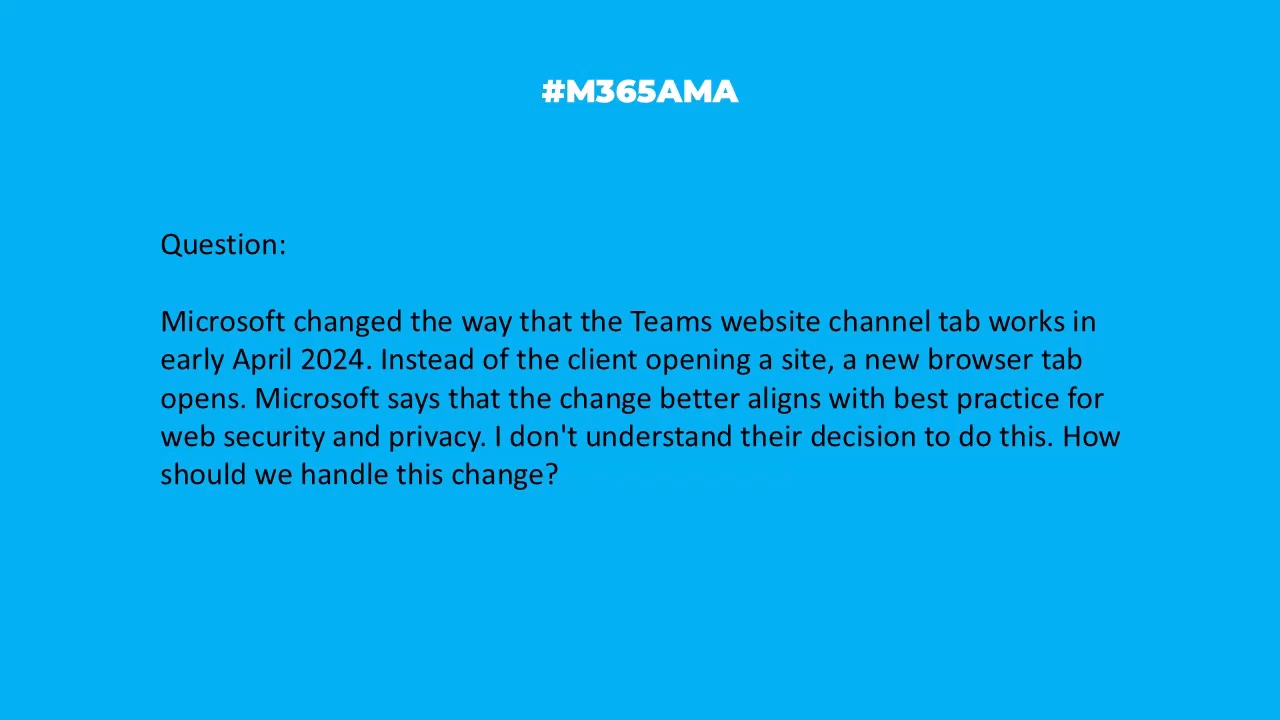 #M365AMA
Question:
Microsoft changed the way that the Teams website channel tab works in
early April 2024. Instead of the client opening a site, a new browser tab
opens. Microsoft says that the change better aligns with best practice for
web security and privacy. I don't understand their decision to do this. How
should we handle this change?